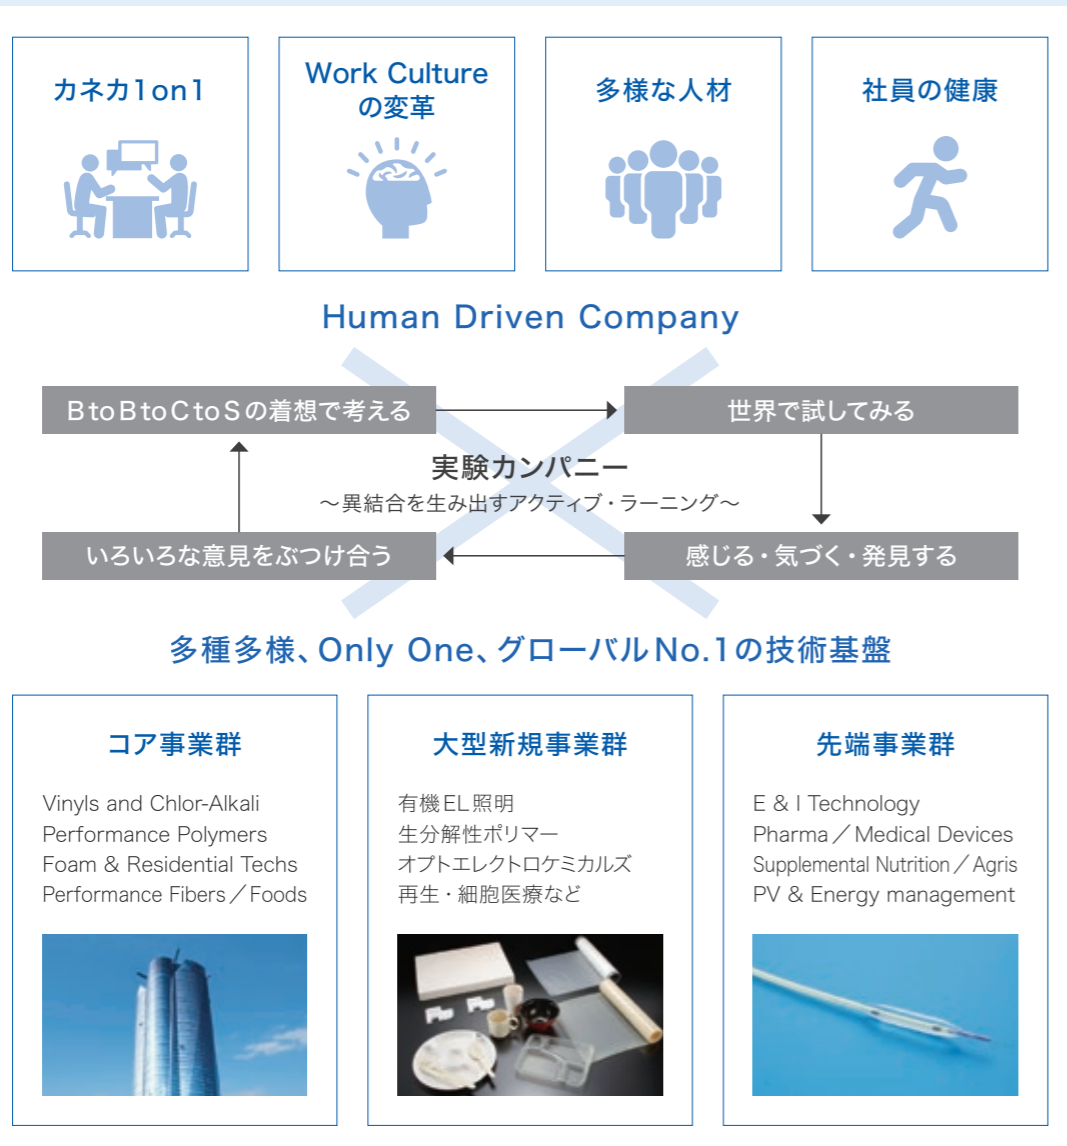 カネカ1on1
Work Culture
の変革
多様な人材
社員の健康
Human Driven Company
BtoBtoCtoSの着想で考える
世界で試してみる
実験カンパニー
～異結合を生み出すアクティブ・ラーニング～
いろいろな意見をぶつけ合う
感じる・気づく・発見する
多種多様、Only One、グローバルNo.1の技術基盤
コア事業群
Vinyls and Chlor-Alkali
Performance Polymers
Foam & Residential Techs
Performance Fibers／Foods
大型新規事業群
有機EL照明
生分解性ポリマー
オプトエレクトロケミカルズ
再生・細胞医療など
先端事業群
E & I Technology
Pharma／Medical Devices
Supplemental Nutrition／Agris
PV & Energy management